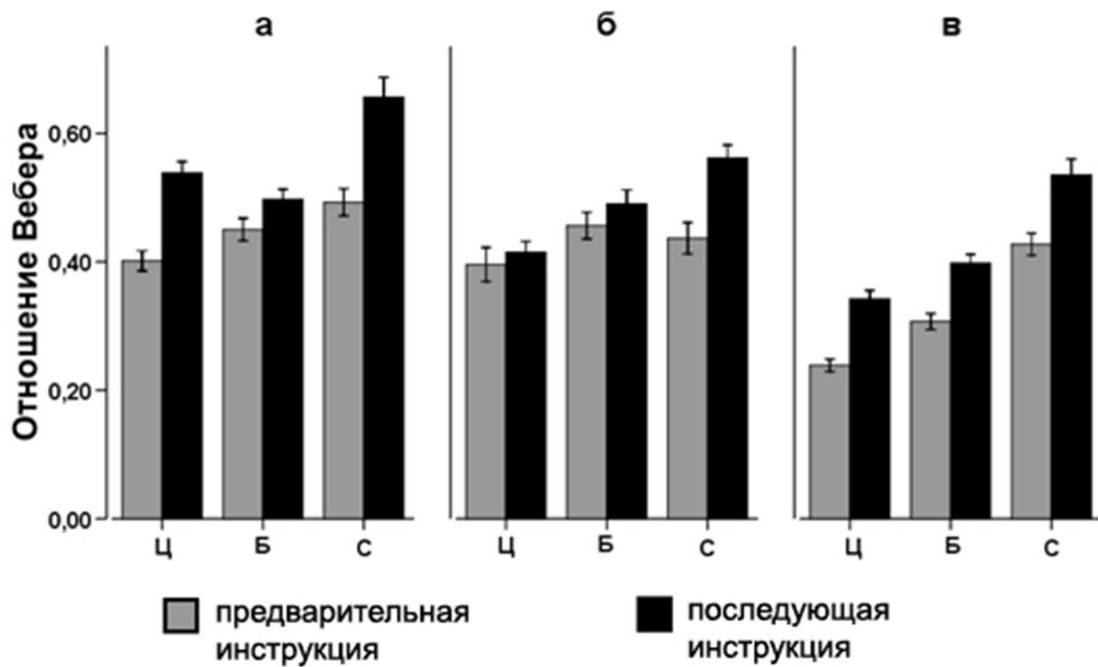 а б в
Отношение Вебера
0,60
0,40
0,20
0,00
Ц Б С Ц Б С Ц Б С
предварительная
инструкция
последующая
инструкция